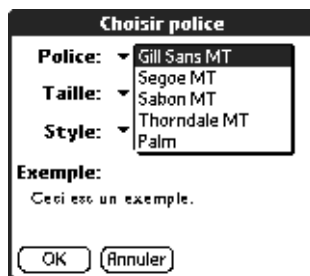 Choisir police
Police: Gill Sans MT
Segoe MT
Taille: Sabon MT
Thorndale MT
Style: Palm
Exemple:
Ceci est un exemple.
OK Annuler